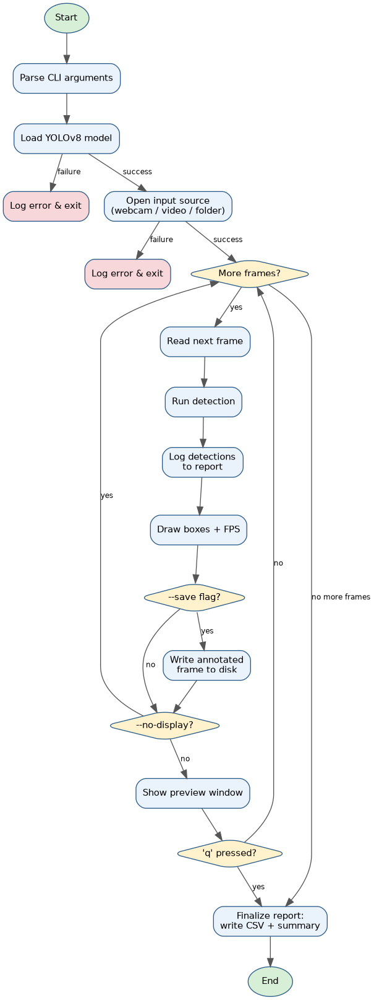 Start
Parse CLI arguments
Load YOLOv8 model
failure
success
Log error & exit
Open input source
(webcam / video / folder)
failure
success
Log error & exit
More frames?
yes
Read next frame
Run detection
Log detections
to report
yes
Draw boxes + FPS
no
--save flag?
no more frames
yes
Write annotated
frame to disk
no
--no-display?
no
Show preview window
'q' pressed?
yes
Finalize report:
write CSV + summary
End